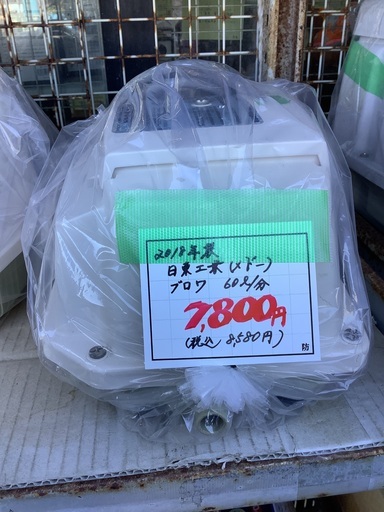 2018年製
日東工器(メドー)
ブロワ 60ℓ/分
7,800円
(税込 8,580円)
防